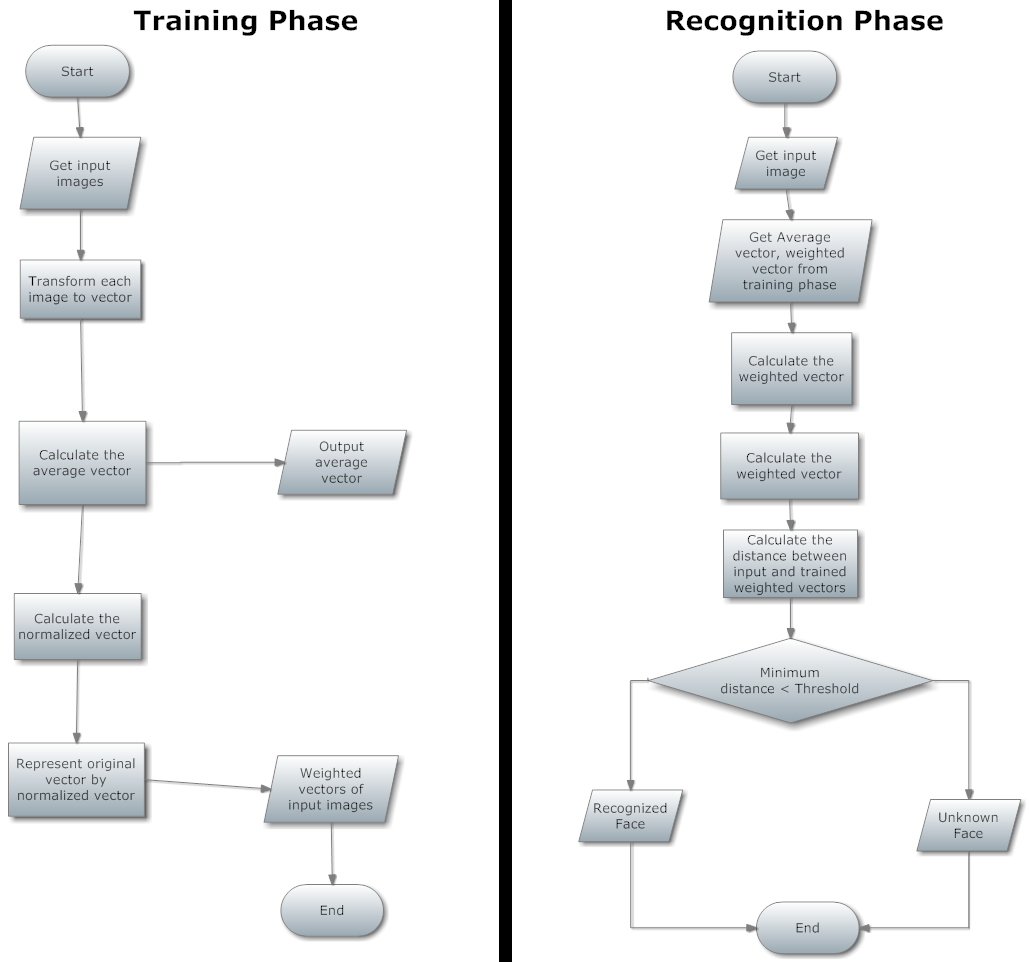 Training Phase
Start
Get input
images
Transform each
image to vector
Calculate the
average vector
Output
average
vector
Calculate the
normalized vector
Represent original
vector by
normalized vector
Weighted
vectors of
input images
End
Recognition Phase
Start
Get input
image
Get Average
vector, weighted
vector from
training phase
Calculate the
weighted vector
Calculate the
weighted vector
Calculate the
distance between
input and trained
weighted vectors
Minimum
distance < Threshold
Recognized
Face
Unknown
Face
End